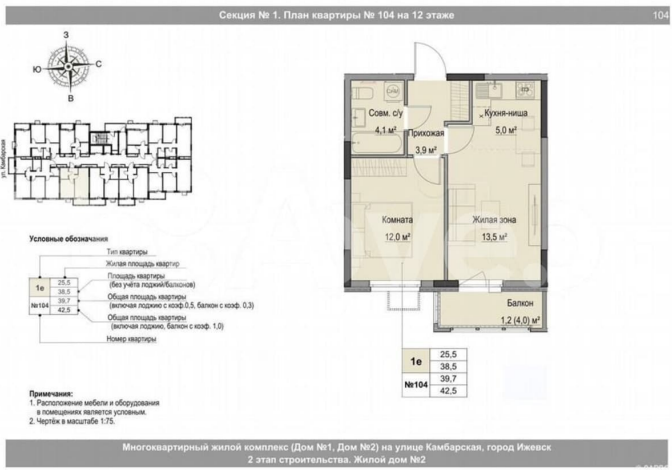 Секция № 1. План квартиры № 104 на 12 этаже
104
З
Ю
С
В
ул. Камбарская
Совм. с/у
4,1 м²
Прихожая
3,9 м²
Кухня-ниша
5,0 м²
Комната
12,0 м²
Жилая зона
13,5 м²
Балкон
1,2 (4,0) м²
Условные обозначания
Тип квартиры
Жилая площадь квартир
Площадь квартиры
(без учёта лоджий/балконов)
Общая площадь квартиры
(включая лоджию с коэф.0,5, балкон с коэф. 0,3)
Общая площадь квартиры
(включая лоджию, балкон с коэф. 1,0)
Номер квартиры
1е
№104
25,5
38,5
39,7
42,5
1е
№104
25,5
38,5
39,7
42,5
Примечания:
1. Расположение мебели и оборудования
в помещениях является условным.
2. Чертёж в масштабе 1:75.
Многоквартирный жилой комплекс (Дом №1, Дом №2) на улице Камбарская, город Ижевск
2 этап строительства. Жилой дом №2